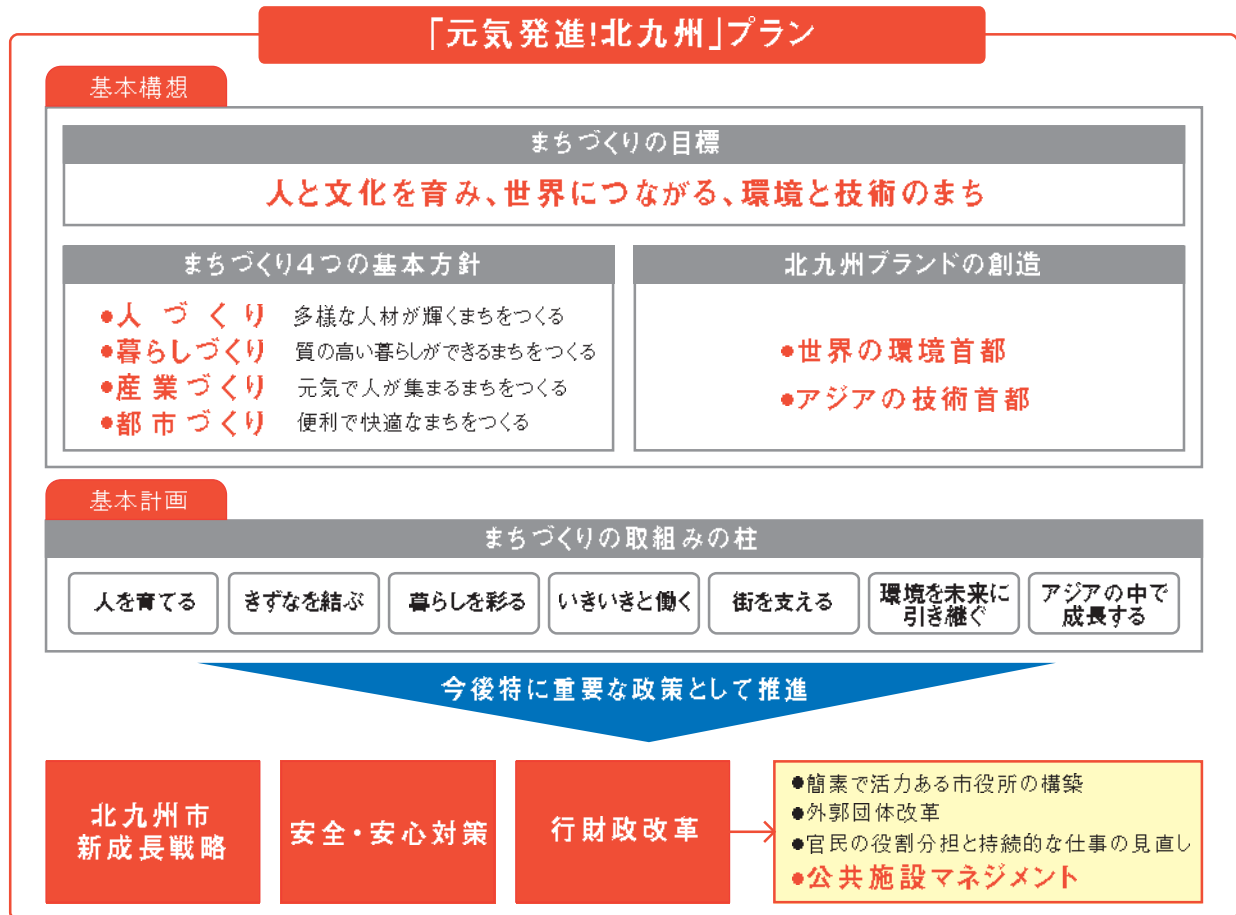 「元気発進!北九州」プラン
基本構想
まちづくりの目標
人と文化を育み、世界につながる、環境と技術のまち
まちづくり4つの基本方針
●人づくり 多様な人材が輝くまちをつくる
●暮らしづくり 質の高い暮らしができるまちをつくる
●産業づくり 元気で人が集まるまちをつくる
●都市づくり 便利で快適なまちをつくる
北九州ブランドの創造
●世界の環境首都
●アジアの技術首都
基本計画
まちづくりの取組みの柱
人を育てる
きずなを結ぶ
暮らしを彩る
いきいきと働く
街を支える
環境を未来に
引き継ぐ
アジアの中で
成長する
今後特に重要な政策として推進
北九州市
新成長戦略
安全・安心対策
行財政改革
●簡素で活力ある市役所の構築
●外郭団体改革
●官民の役割分担と持続的な仕事の見直し
●公共施設マネジメント